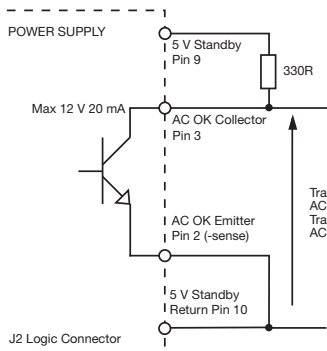 POWER SUPPLY
5 V Standby
Pin 9
330R
Max 12 V 20 mA
AC OK Collector
Pin 3
Tra
AC
Tra
AC
AC OK Emitter
Pin 2 (-sense)
5 V Standby
Return Pin 10
J2 Logic Connector